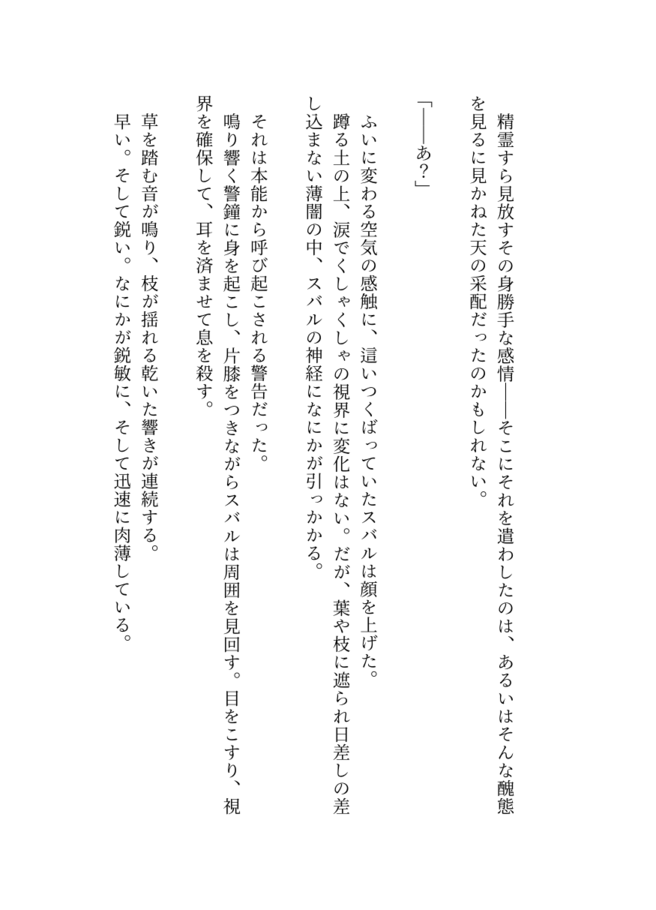 精霊すら見放すその身勝手な感情――そこにそれを遣わしたのは、あるいはそんな醜態
を見るに見かねた天の采配だったのかもしれない。
「――あ？」
　ふいに変わる空気の感触に、這いつくばっていたスバルは顔を上げた。
　蹲る土の上、涙でくしゃくしゃの視界に変化はない。だが、葉や枝に遮られ日差しの差
し込まない薄闇の中、スバルの神経になにかが引っかかる。
　それは本能から呼び起こされる警告だった。
　鳴り響く警鐘に身を起こし、片膝をつきながらスバルは周囲を見回す。目をこすり、視
界を確保して、耳を済ませて息を殺す。
　草を踏む音が鳴り、枝が揺れる乾いた響きが連続する。
　早い。そして鋭い。なにかが鋭敏に、そして迅速に肉薄している。